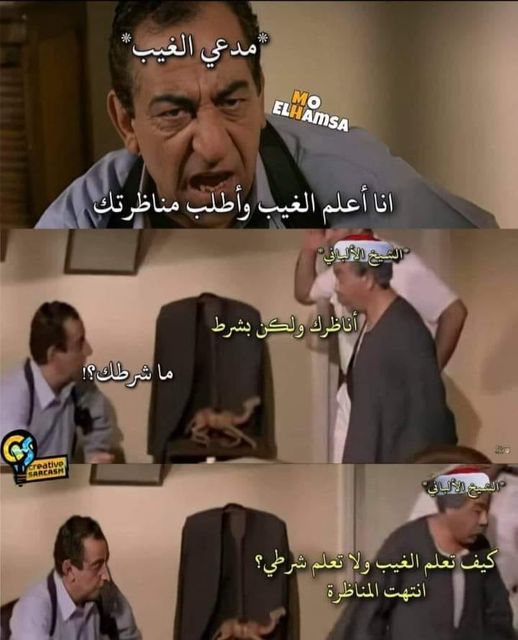 *مدعي الغيب*
MO
ELHAMSA
انا أعلم الغيب وأطلب مناظرتك
"الشيخ الألباني"
أناظرك ولكن بشرط
ما شرطك؟!
creative
SARCASM
"الشيخ الألباني"
كيف تعلم الغيب ولا تعلم شرطي؟
انتهت المناظرة